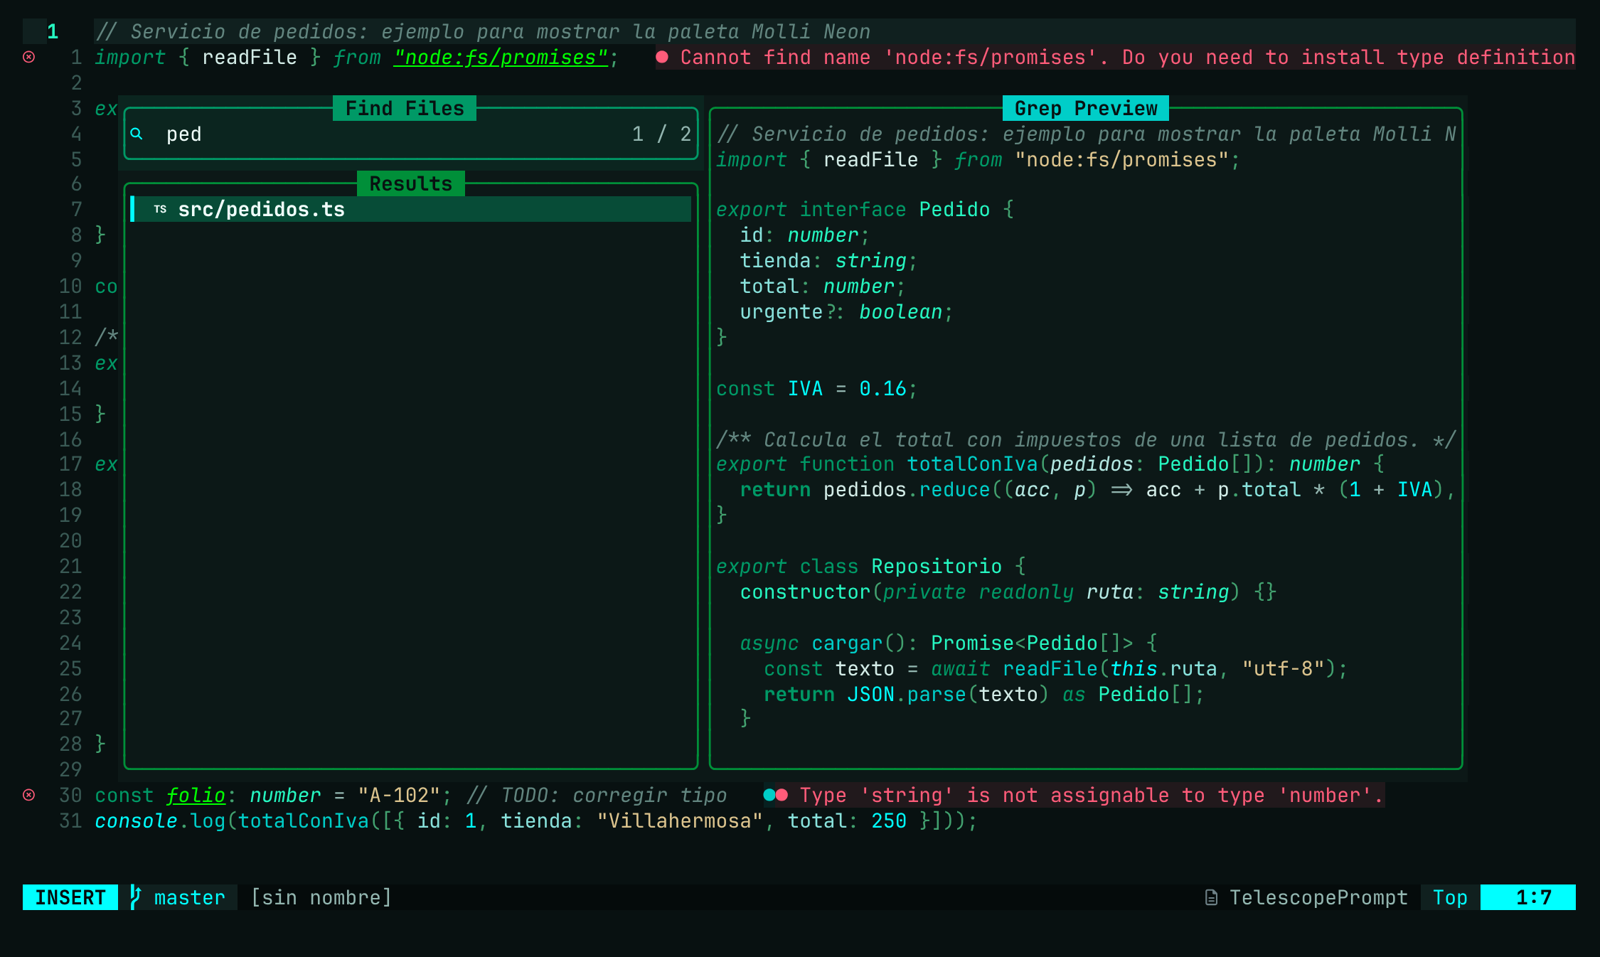 1 // Servicio de pedidos: ejemplo para mostrar la paleta Molli Neon
1 import { readFile } from "node:fs/promises"; ● Cannot find name 'node:fs/promises'. Do you need to install type definition
2
3 ex
4
5
6
7
8 }
9
10 co
11
12 /*
13 ex
14
15 }
16
17 ex
18
19
20
21
22
23
24
25
26
27
28 }
29
Find Files
ped 1 / 2
Results
TS src/pedidos.ts
Grep Preview
// Servicio de pedidos: ejemplo para mostrar la paleta Molli N
import { readFile } from "node:fs/promises";
export interface Pedido {
id: number;
tienda: string;
total: number;
urgente?: boolean;
}
const IVA = 0.16;
/** Calcula el total con impuestos de una lista de pedidos. */
export function totalConIva(pedidos: Pedido[]): number {
return pedidos.reduce((acc, p) => acc + p.total * (1 + IVA),
}
export class Repositorio {
constructor(private readonly ruta: string) {}
async cargar(): Promise<Pedido[]> {
const texto = await readFile(this.ruta, "utf-8");
return JSON.parse(texto) as Pedido[];
}
30 const folio: number = "A-102"; // TODO: corregir tipo ●● Type 'string' is not assignable to type 'number'.
31 console.log(totalConIva([{ id: 1, tienda: "Villahermosa", total: 250 }]));
INSERT master [sin nombre] TelescopePrompt Top 1:7